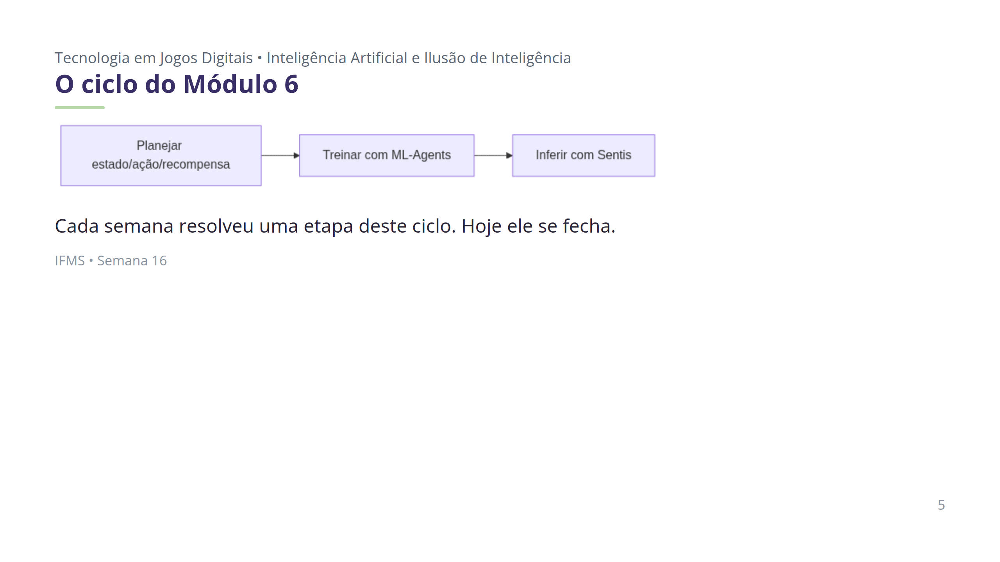 Tecnologia em Jogos Digitais • Inteligência Artificial e Ilusão de Inteligência
O ciclo do Módulo 6
Planejar
estado/ação/recompensa
Treinar com ML-Agents
Inferir com Sentis
Cada semana resolveu uma etapa deste ciclo. Hoje ele se fecha.
IFMS • Semana 16
5